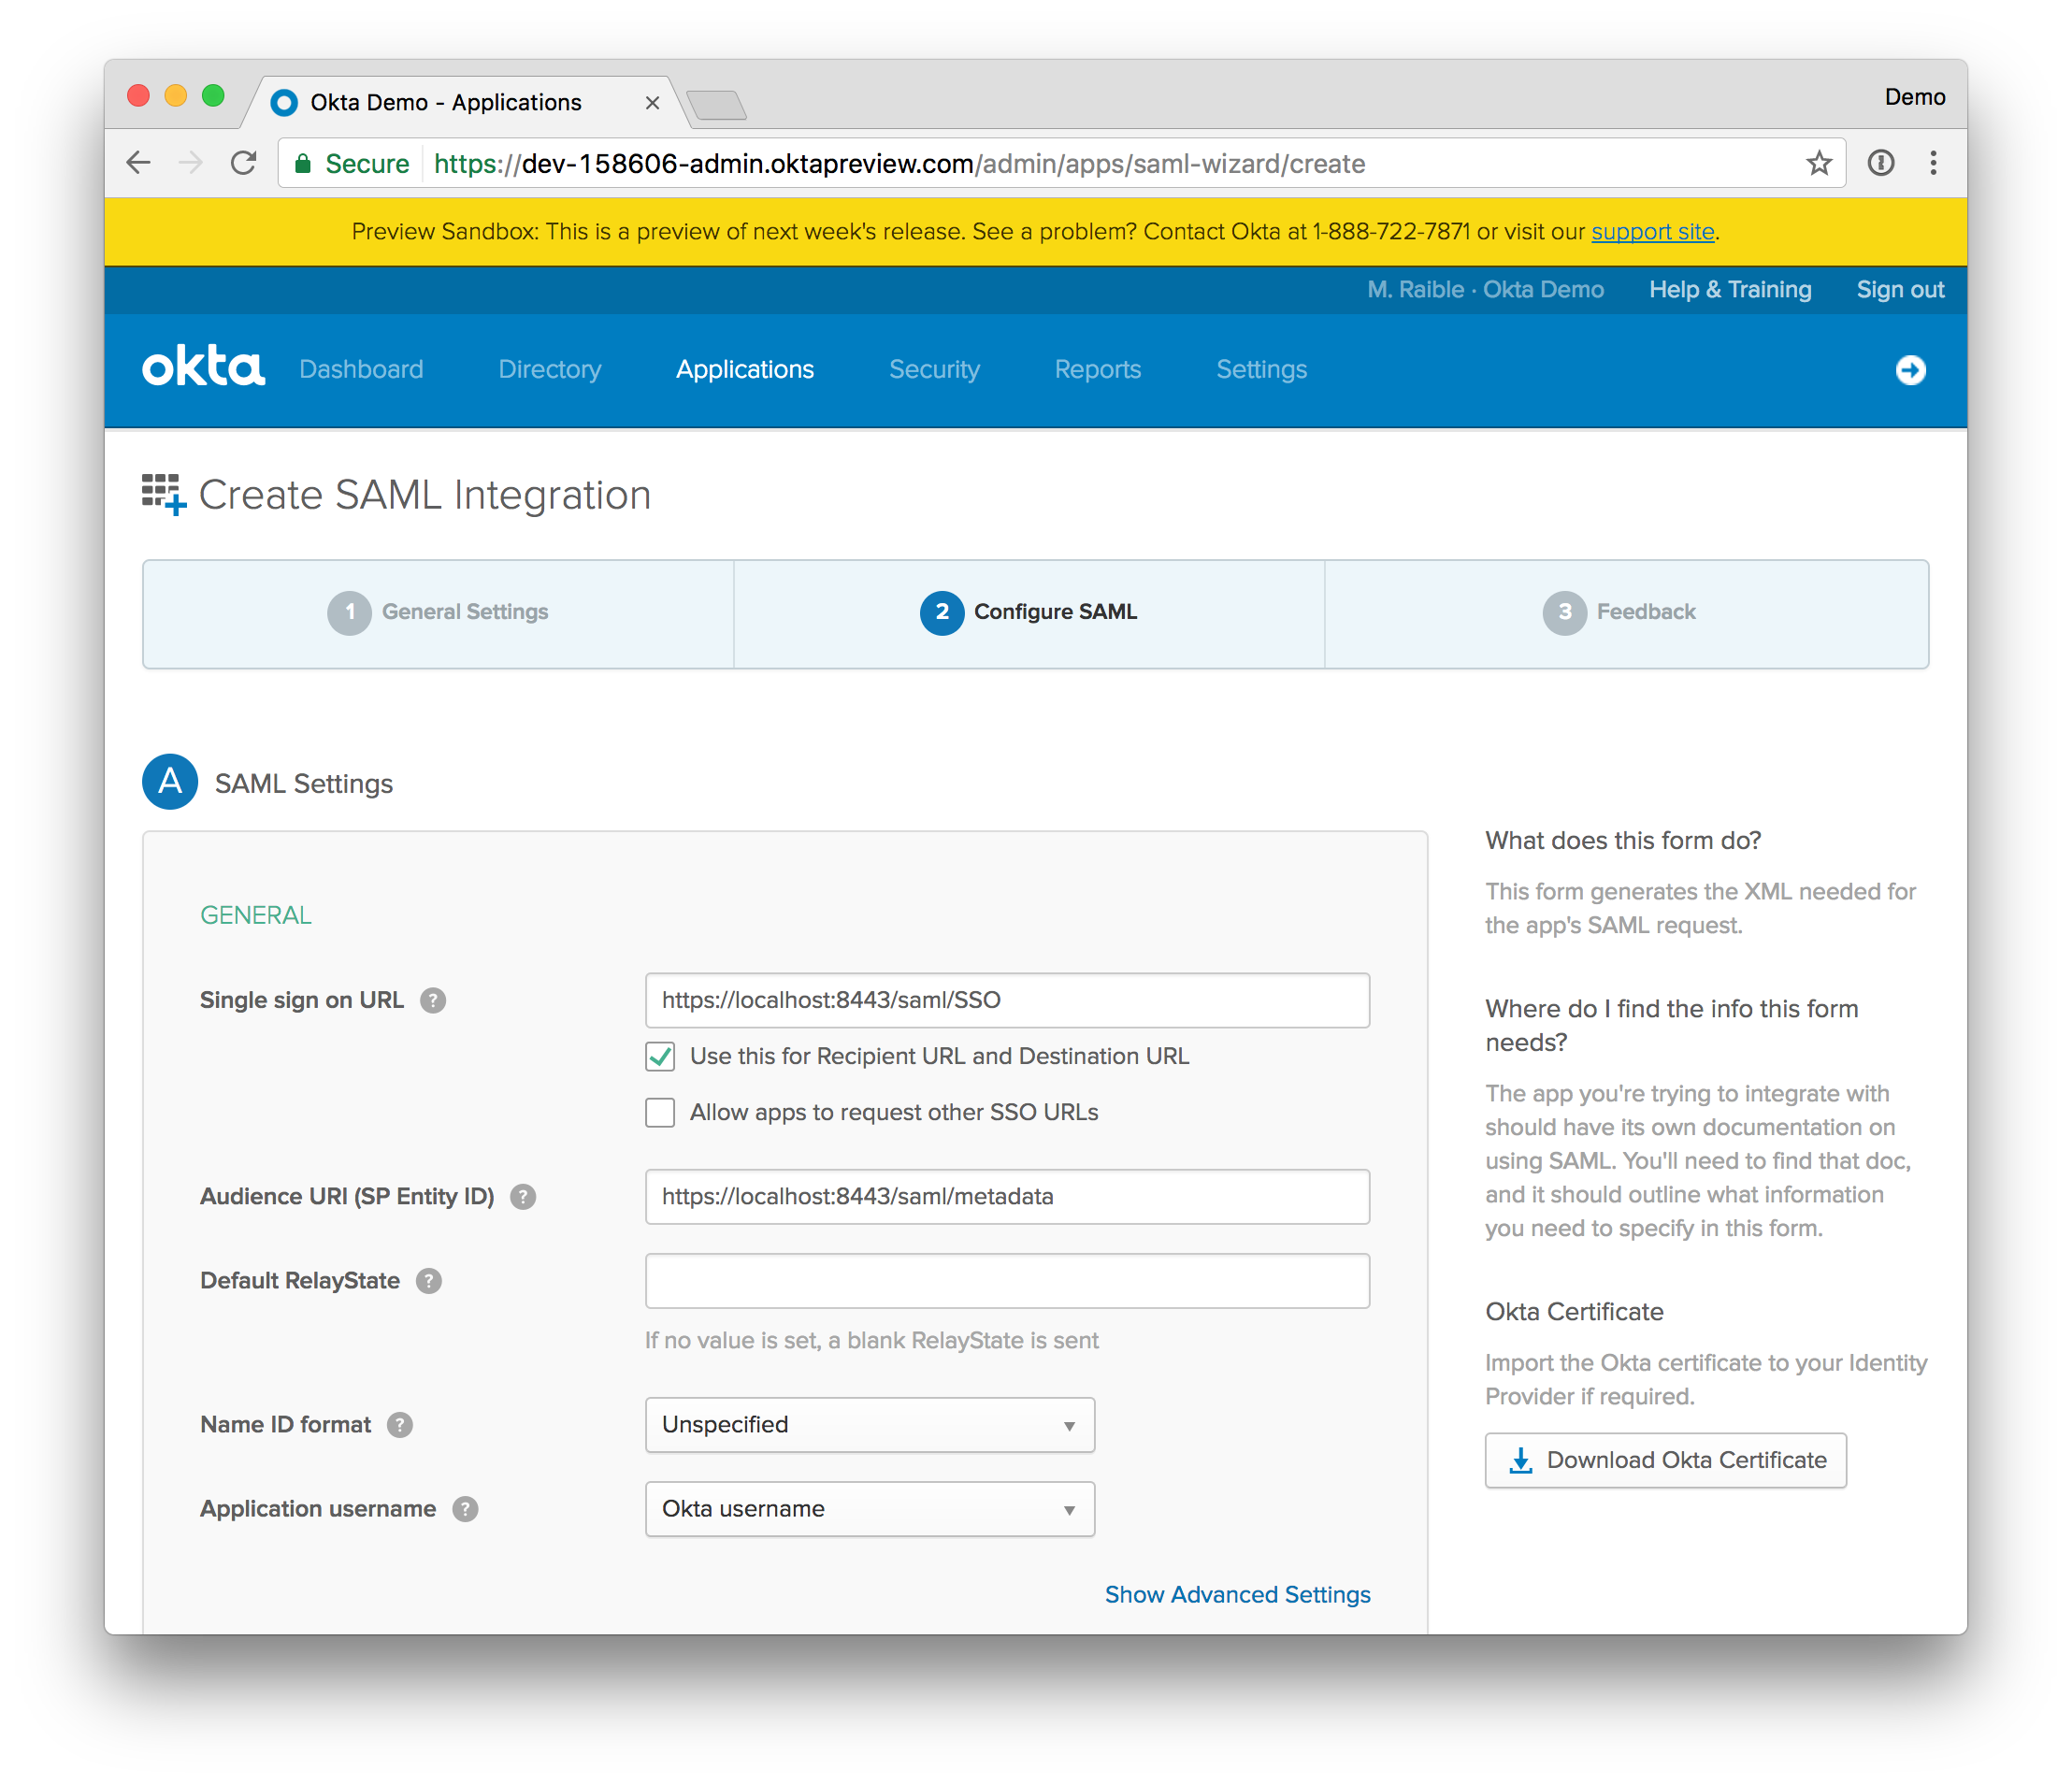 Okta Demo - Applications
Demo
Secure https://dev-158606-admin.oktapreview.com/admin/apps/saml-wizard/create
Preview Sandbox: This is a preview of next week's release. See a problem? Contact Okta at 1-888-722-7871 or visit our support site.
M. Raible · Okta Demo Help & Training Sign out
okta Dashboard Directory Applications Security Reports Settings
Create SAML Integration
1 General Settings
2 Configure SAML
3 Feedback
A SAML Settings
GENERAL
Single sign on URL ?
https://localhost:8443/saml/SSO
Use this for Recipient URL and Destination URL
Allow apps to request other SSO URLs
Audience URI (SP Entity ID) ?
https://localhost:8443/saml/metadata
Default RelayState ?
If no value is set, a blank RelayState is sent
Name ID format ?
Unspecified
Application username ?
Okta username
Show Advanced Settings
What does this form do?
This form generates the XML needed for
the app's SAML request.
Where do I find the info this form
needs?
The app you're trying to integrate with
should have its own documentation on
using SAML. You'll need to find that doc,
and it should outline what information
you need to specify in this form.
Okta Certificate
Import the Okta certificate to your Identity
Provider if required.
Download Okta Certificate